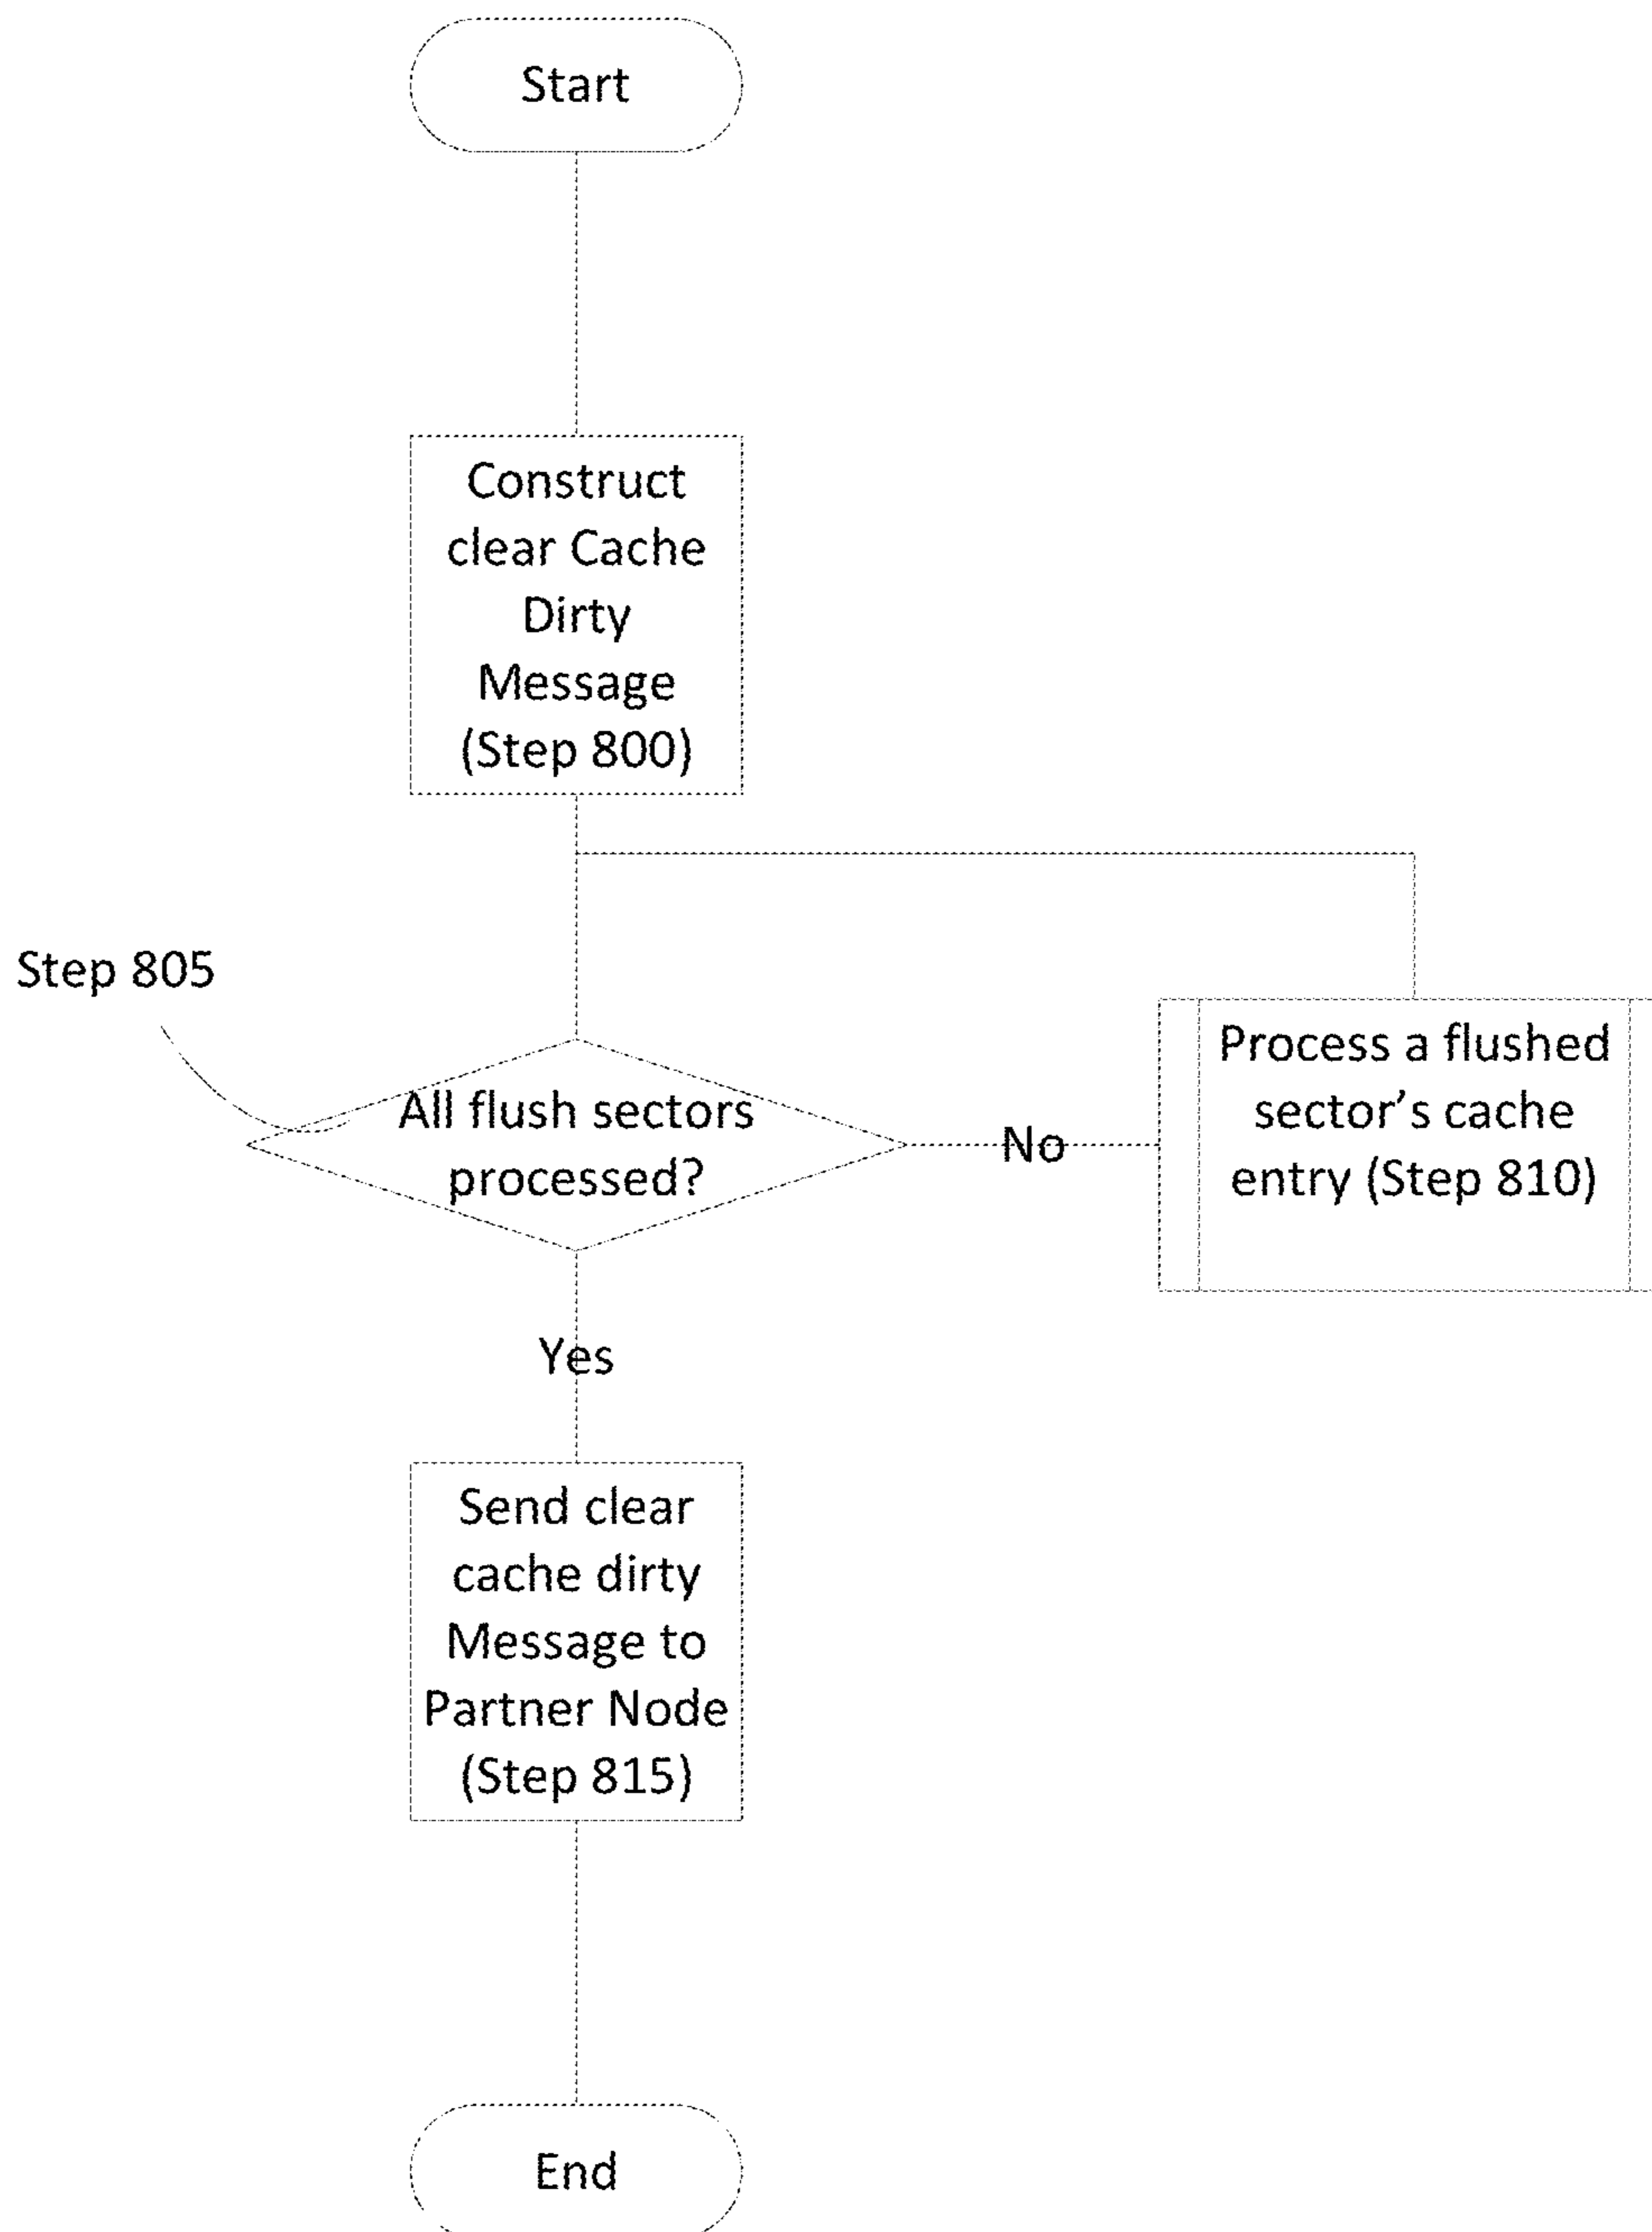 Start
Construct
clear Cache
Dirty
Message
(Step 800)
Step 805
All flush sectors
processed?
No
Process a flushed
sector's cache
entry (Step 810)
Yes
Send clear
cache dirty
Message to
Partner Node
(Step 815)
End